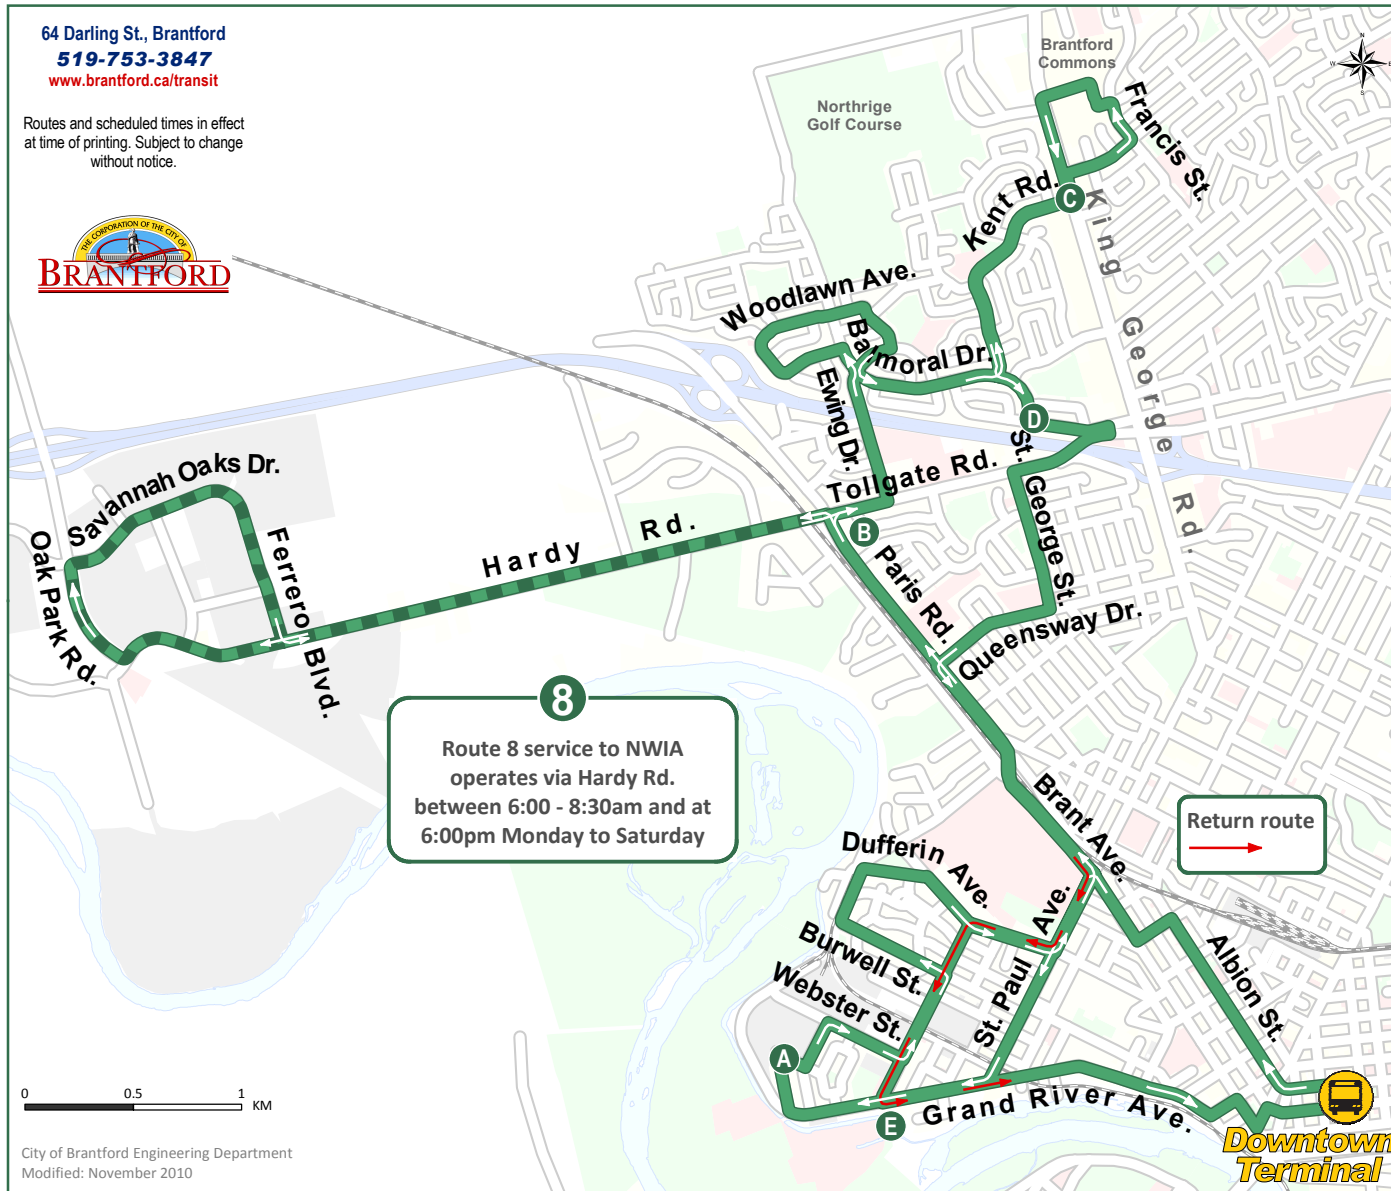 64 Darling St., Brantford
519-753-3847
www.brantford.ca/transit
Routes and scheduled times in effect
at time of printing. Subject to change
without notice.
THE CORPORATION OF THE CITY OF
BRANTFORD
Brantford
Commons
N
W
E
S
Northrige
Golf Course
Francis St.
Kent Rd.
C
King George Rd.
Woodlawn Ave.
Balmoral Dr.
Ewing Dr.
D
St. George St.
Tollgate Rd.
Savannah Oaks Dr.
Ferrero Blvd.
Oak Park Rd.
Hardy Rd.
B
Paris Rd.
Queensway Dr.
8
Route 8 service to NWIA
operates via Hardy Rd.
between 6:00 - 8:30am and at
6:00pm Monday to Saturday
Brant Ave.
Return route
Dufferin Ave.
St. Paul Ave.
Burwell St.
Webster St.
Albion St.
A
E
Grand River Ave.
Downtown
Terminal
0 0.5 1 KM
City of Brantford Engineering Department
Modified: November 2010